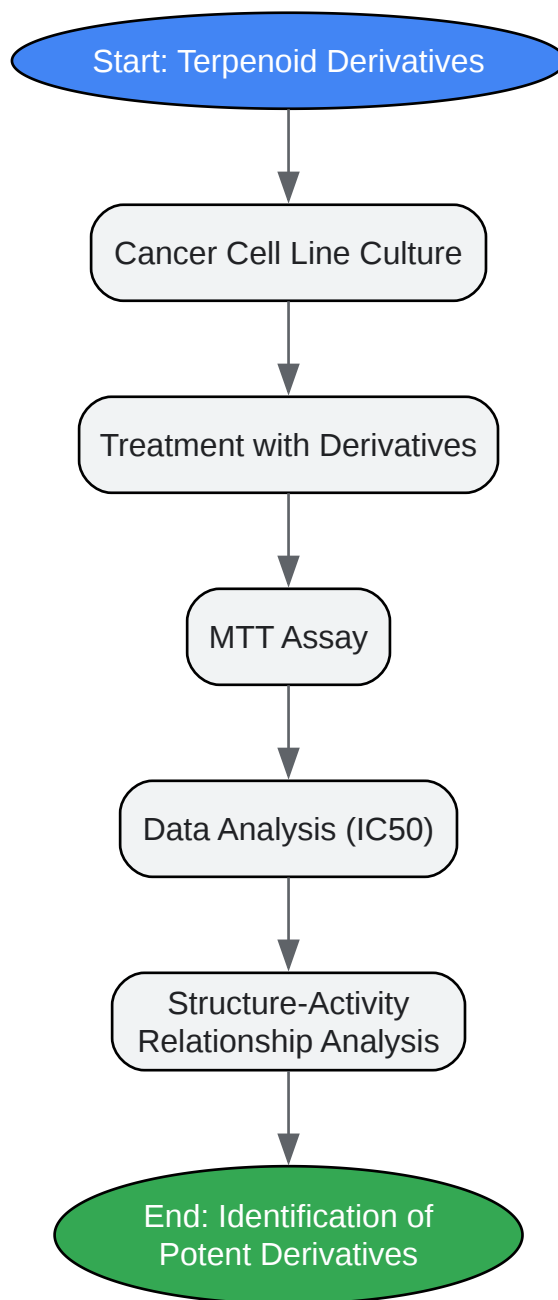 Start: Terpenoid Derivatives
Cancer Cell Line Culture
Treatment with Derivatives
MTT Assay
Data Analysis (IC50)
Structure-Activity
Relationship Analysis
End: Identification of
Potent Derivatives